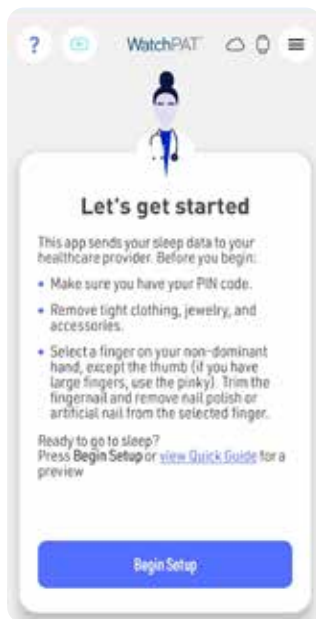 ?
WatchPAT™
Let's get started
This app sends your sleep data to your
healthcare provider. Before you begin:
• Make sure you have your PIN code.
• Remove tight clothing, jewelry, and
accessories.
• Select a finger on your non-dominant
hand, except the thumb (if you have
large fingers, use the pinky). Trim the
fingernail and remove nail polish or
artificial nail from the selected finger.
Ready to go to sleep?
Press Begin Setup or view Quick Guide for a
preview
Begin Setup